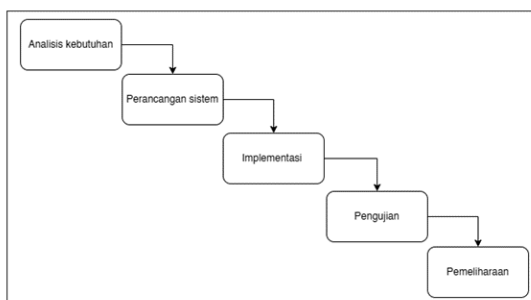 Analisis kebutuhan
Perancangan sistem
Implementasi
Pengujian
Pemeliharaan